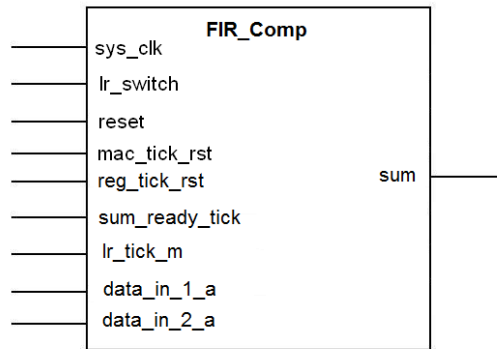 FIR_Comp
sys_clk
lr_switch
reset
mac_tick_rst
reg_tick_rst
sum
sum_ready_tick
lr_tick_m
data_in_1_a
data_in_2_a